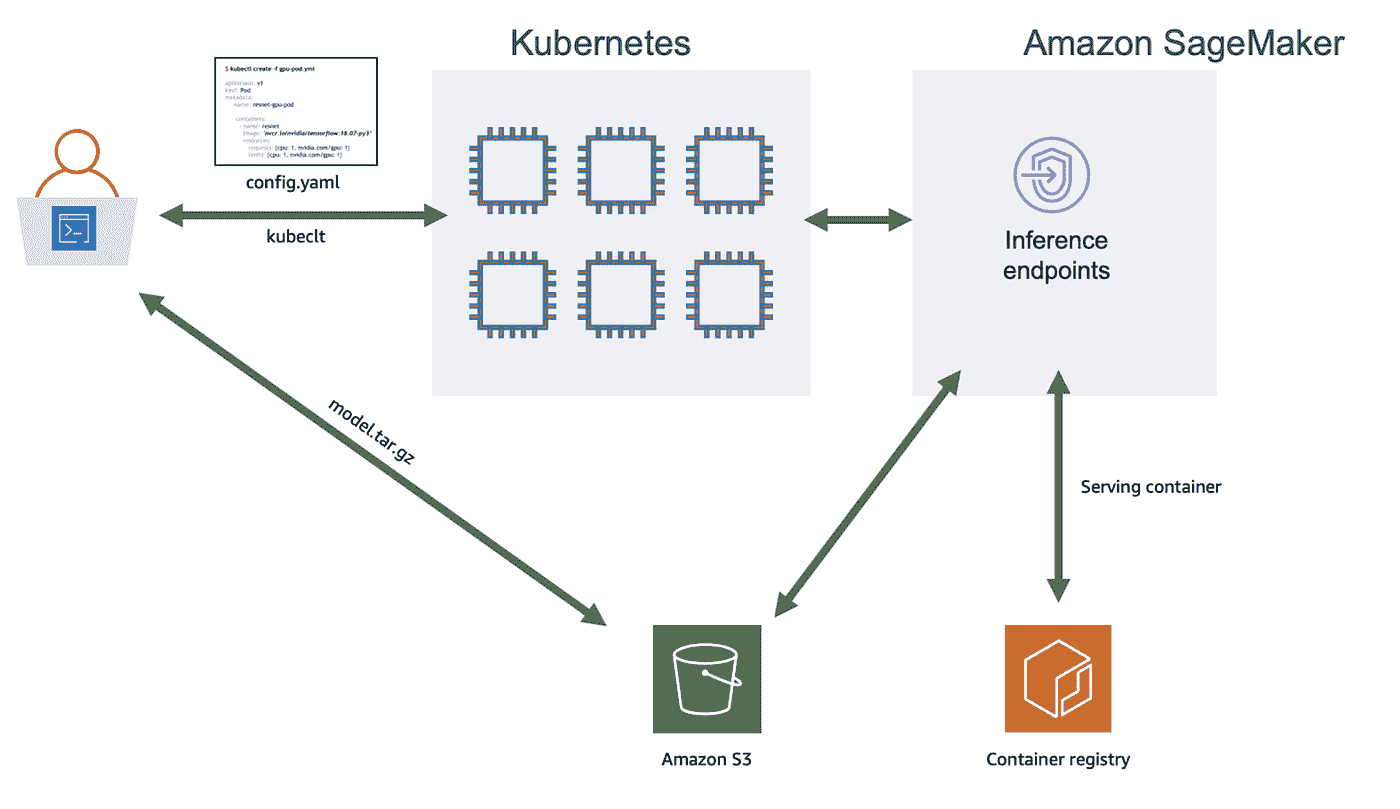 Kubernetes
Amazon SageMaker
$ kubectl create -f gpu-pod.yml
apiVersion: v1
kind: Pod
metadata:
name: resnet-gpu-pod
containers:
- name: resnet
image: 'nvcr.io/nvidia/tensorflow:18.07-py3'
resources:
requests: [cpu: 1, nvidia.com/gpu: 1]
limits: [cpu: 1, nvidia.com/gpu: 1]
config.yaml
kubeclt
Inference
endpoints
model.tar.gz
Serving container
Amazon S3
Container registry